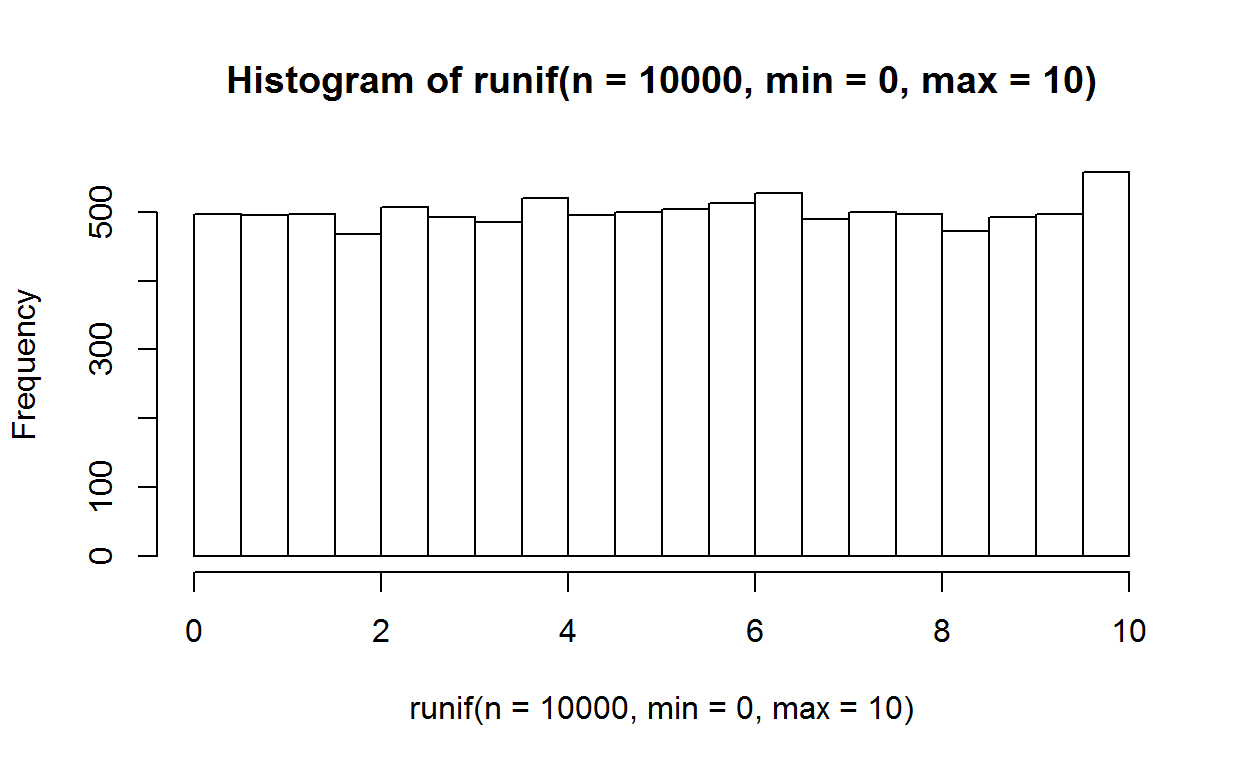 Histogram of runif(n = 10000, min = 0, max = 10)
Frequency
500
300
100
0
0 2 4 6 8 10
runif(n = 10000, min = 0, max = 10)